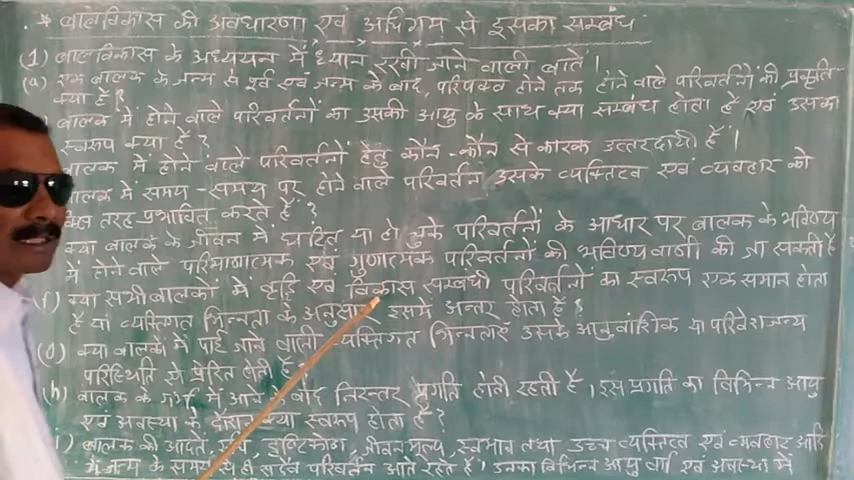 * बालविकास की अवधारणा एवं अधिगम से इसका सम्बंध
(1) बालविकास के अध्ययन में ध्यान रखी जाने वाली बातें।
(a) एक बालक के जन्म से पूर्व एवं जन्म के बाद, परिपक्व होने तक होने वाले परिवर्तनों की प्रकृति
क्या है?
बालक में होने वाले परिवर्तनों का उसकी आयु के साथ क्या सम्बंध होता है एवं उसका
स्वरूप क्या है?
बालक में होने वाले परिवर्तनों हेतु कौन-कौन से कारक उत्तरदायी हैं।
बालक में समय-समय पर होने वाले परिवर्तन उसके व्यक्तित्व एवं व्यवहार को
तरह प्रभावित करते हैं?
क्या बालक के जीवन में घटित या हो चुके परिवर्तनों के आधार पर बालक के भविष्य
में होने वाले परिमाणात्मक एवं गुणात्मक परिवर्तनों की भविष्यवाणी की जा सकती है
(f) क्या सभी बालकों में वृद्धि एवं विकास सम्बंधी परिवर्तनों का स्वरूप एक समान होता
है या व्यक्तिगत भिन्नता के अनुसार इसमें अन्तर होता है?
(g) क्या बालकों में पाई जाने वाली व्यक्तिगत भिन्नताएँ उसके आनुवांशिक या परिवेशजन्य
परिस्थिति से प्रेरित होती हैं
(h) बालक के गर्भ में आने के बाद निरन्तर प्रगति होती रहती है, इस प्रगति का विभिन्न आयु
एवं अवस्था के दौरान क्या स्वरूप होता है?
(i) बालक की आदतें, रुचि, दृष्टिकोण, जीवनमूल्य, स्वभाव तथा उच्च व्यक्तित्व एवं व्यवहार आदि
में जन्म के समय से ही सदैव परिवर्तन आते रहते हैं। उनका विभिन्न आयु वर्ग एवं अवस्था में